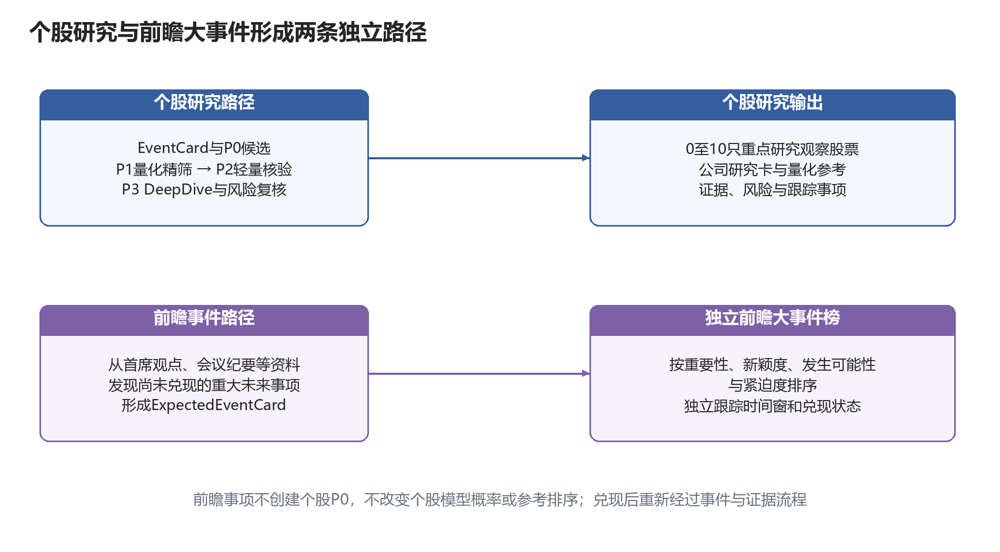 个股研究与前瞻大事件形成两条独立路径
个股研究路径
EventCard与P0候选
P1量化精筛 → P2轻量核验
P3 DeepDive与风险复核
个股研究输出
0至10只重点研究观察股票
公司研究卡与量化参考
证据、风险与跟踪事项
前瞻事件路径
从首席观点、会议纪要等资料
发现尚未兑现的重大未来事项
形成ExpectedEventCard
独立前瞻大事件榜
按重要性、新颖度、发生可能性
与紧迫度排序
独立跟踪时间窗和兑现状态
前瞻事项不创建个股P0，不改变个股模型概率或参考排序；兑现后重新经过事件与证据流程